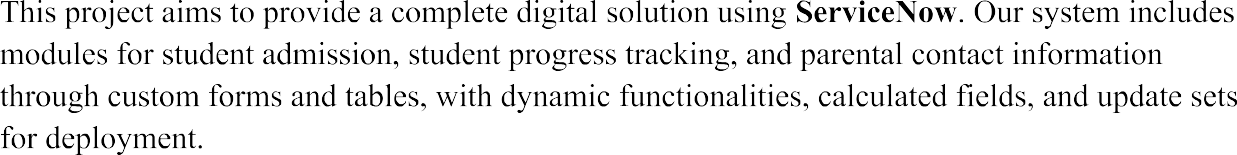 This project aims to provide a complete digital solution using ServiceNow. Our system includes
modules for student admission, student progress tracking, and parental contact information
through custom forms and tables, with dynamic functionalities, calculated fields, and update sets
for deployment.